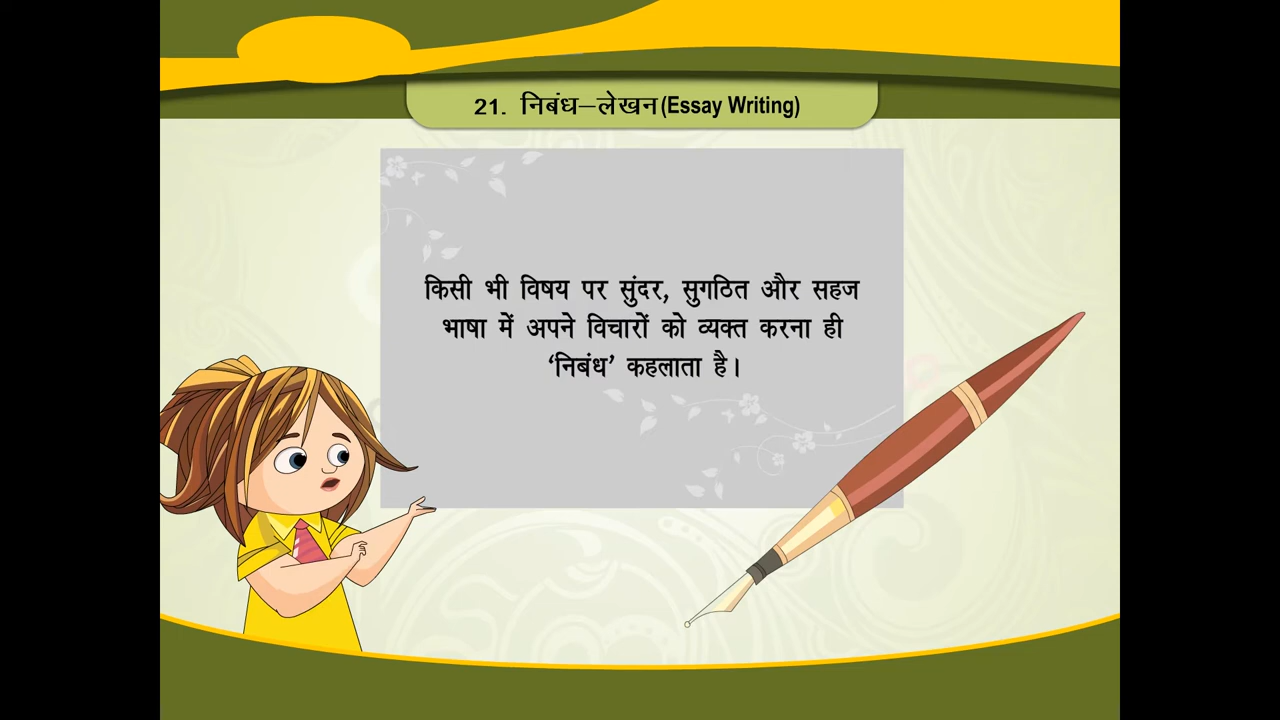 21. निबंध–लेखन(Essay Writing)
किसी भी विषय पर सुंदर, सुगठित और सहज
भाषा में अपने विचारों को व्यक्त करना ही
‘निबंध’ कहलाता है।